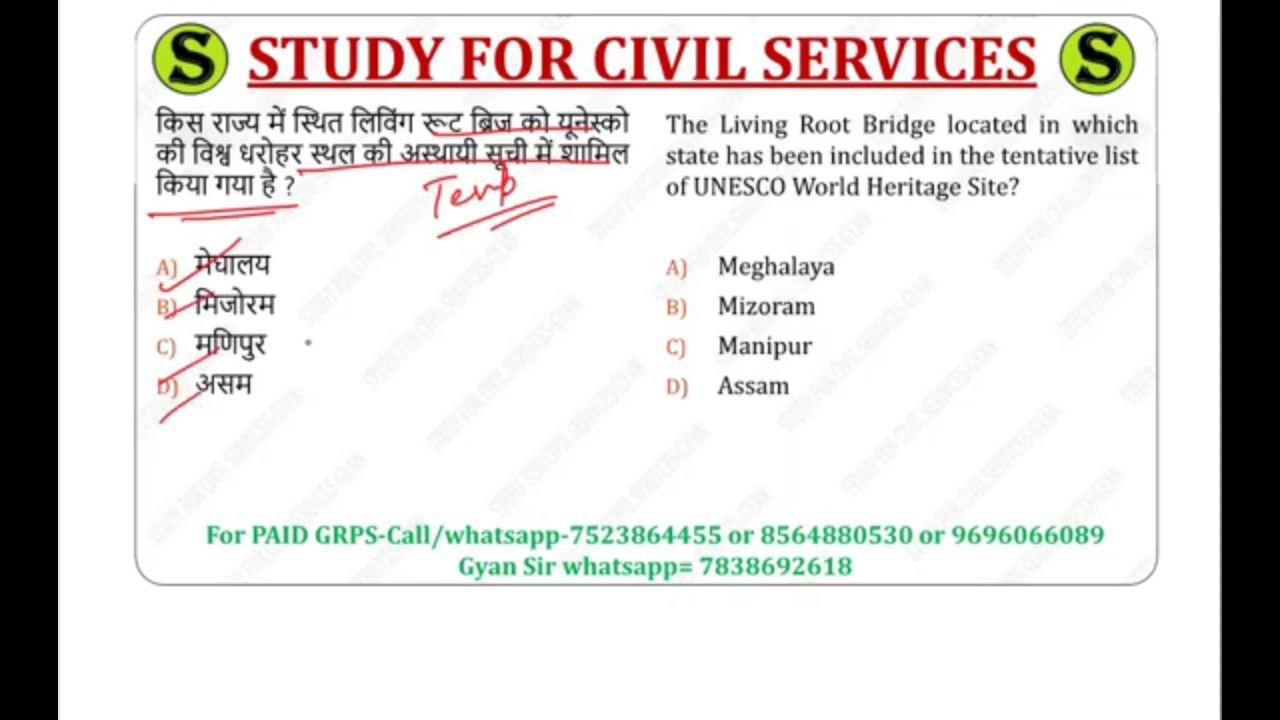 S STUDY FOR CIVIL SERVICES S
किस राज्य में स्थित लिविंग रूट ब्रिज को यूनेस्को
की विश्व धरोहर स्थल की अस्थायी सूची में शामिल
किया गया है ?
A) मेघालय
B) मिजोरम
C) मणिपुर
D) असम
The Living Root Bridge located in which
state has been included in the tentative list
of UNESCO World Heritage Site?
A) Meghalaya
B) Mizoram
C) Manipur
D) Assam
For PAID GRPS-Call/whatsapp-7523864455 or 8564880530 or 9696066089
Gyan Sir whatsapp= 7838692618